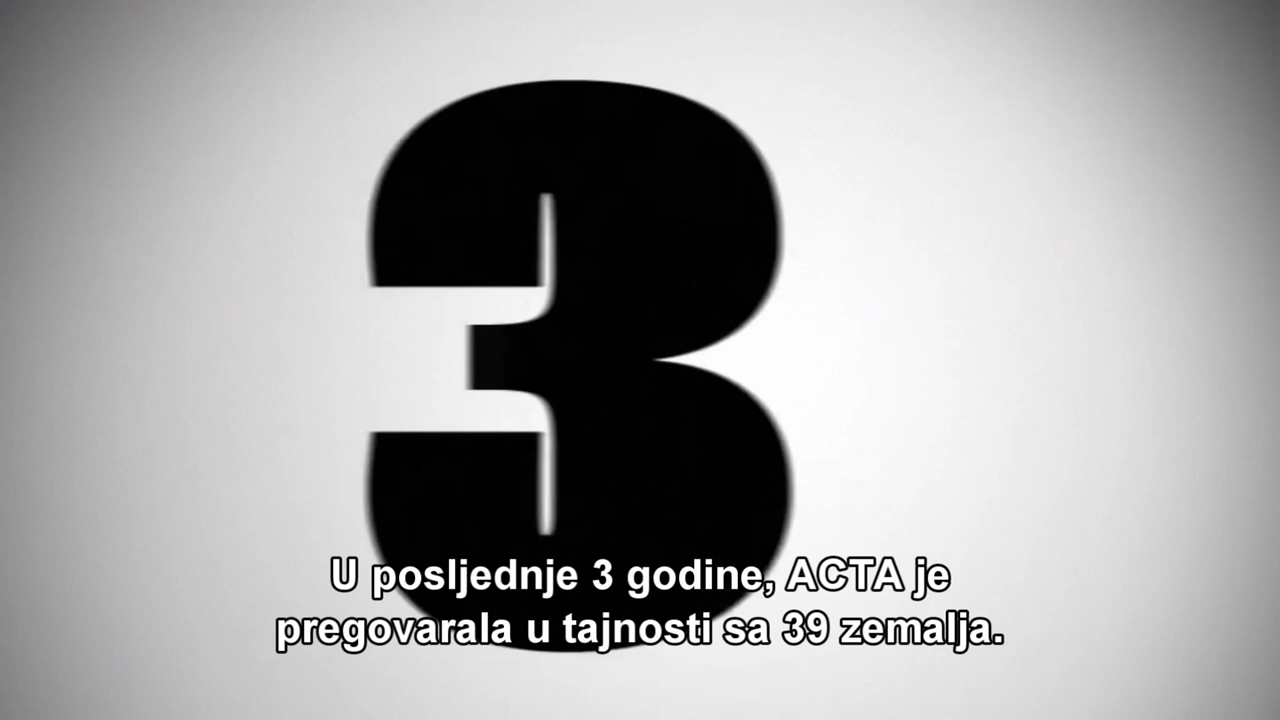 3
U posljednje 3 godine, ACTA je
pregovarala u tajnosti sa 39 zemalja.